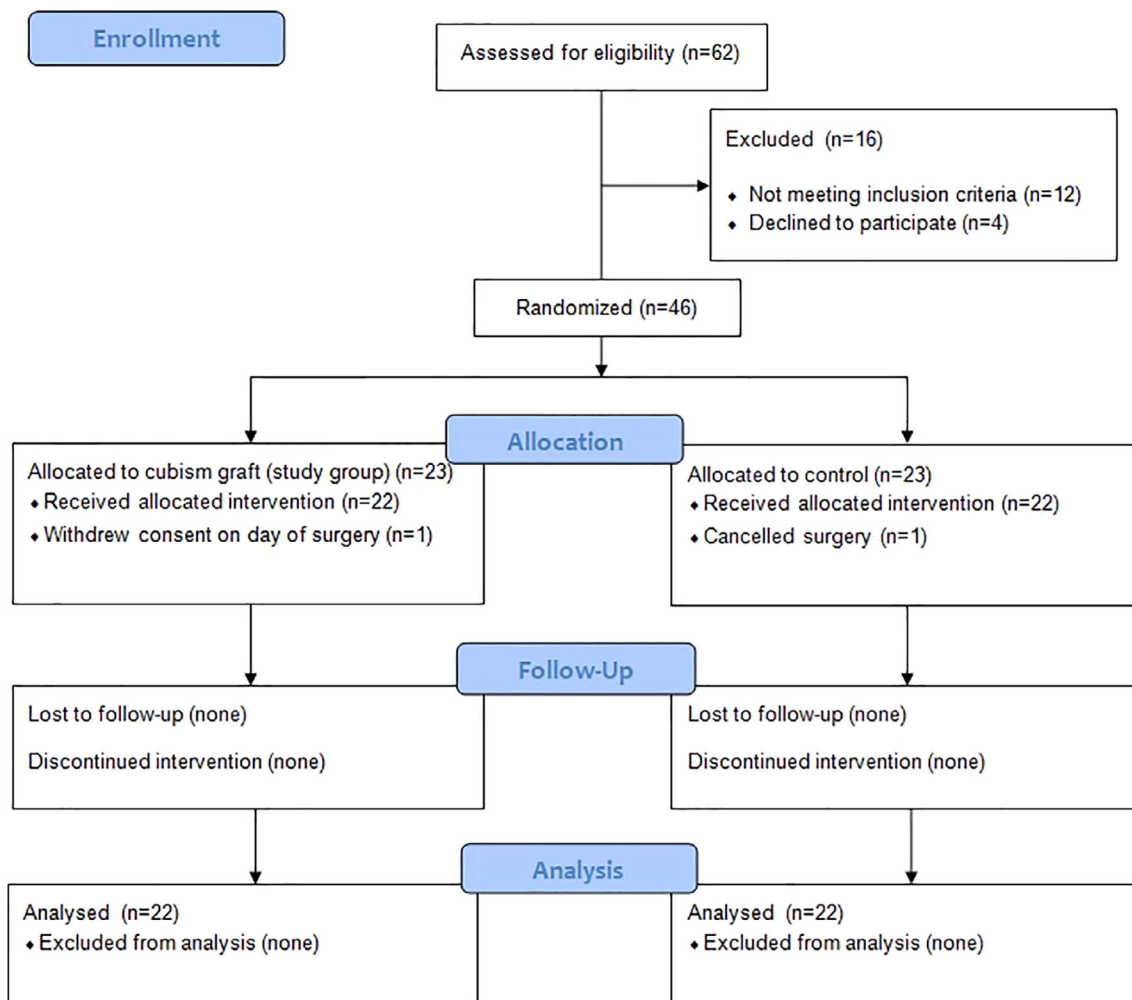 Enrollment
Assessed for eligibility (n=62)
Excluded (n=16)
⬥ Not meeting inclusion criteria (n=12)
⬥ Declined to participate (n=4)
Randomized (n=46)
Allocation
Allocated to cubism graft (study group) (n=23)
⬥ Received allocated intervention (n=22)
⬥ Withdrew consent on day of surgery (n=1)
Allocated to control (n=23)
⬥ Received allocated intervention (n=22)
⬥ Cancelled surgery (n=1)
Follow-Up
Lost to follow-up (none)
Discontinued intervention (none)
Lost to follow-up (none)
Discontinued intervention (none)
Analysis
Analysed (n=22)
⬥ Excluded from analysis (none)
Analysed (n=22)
⬥ Excluded from analysis (none)